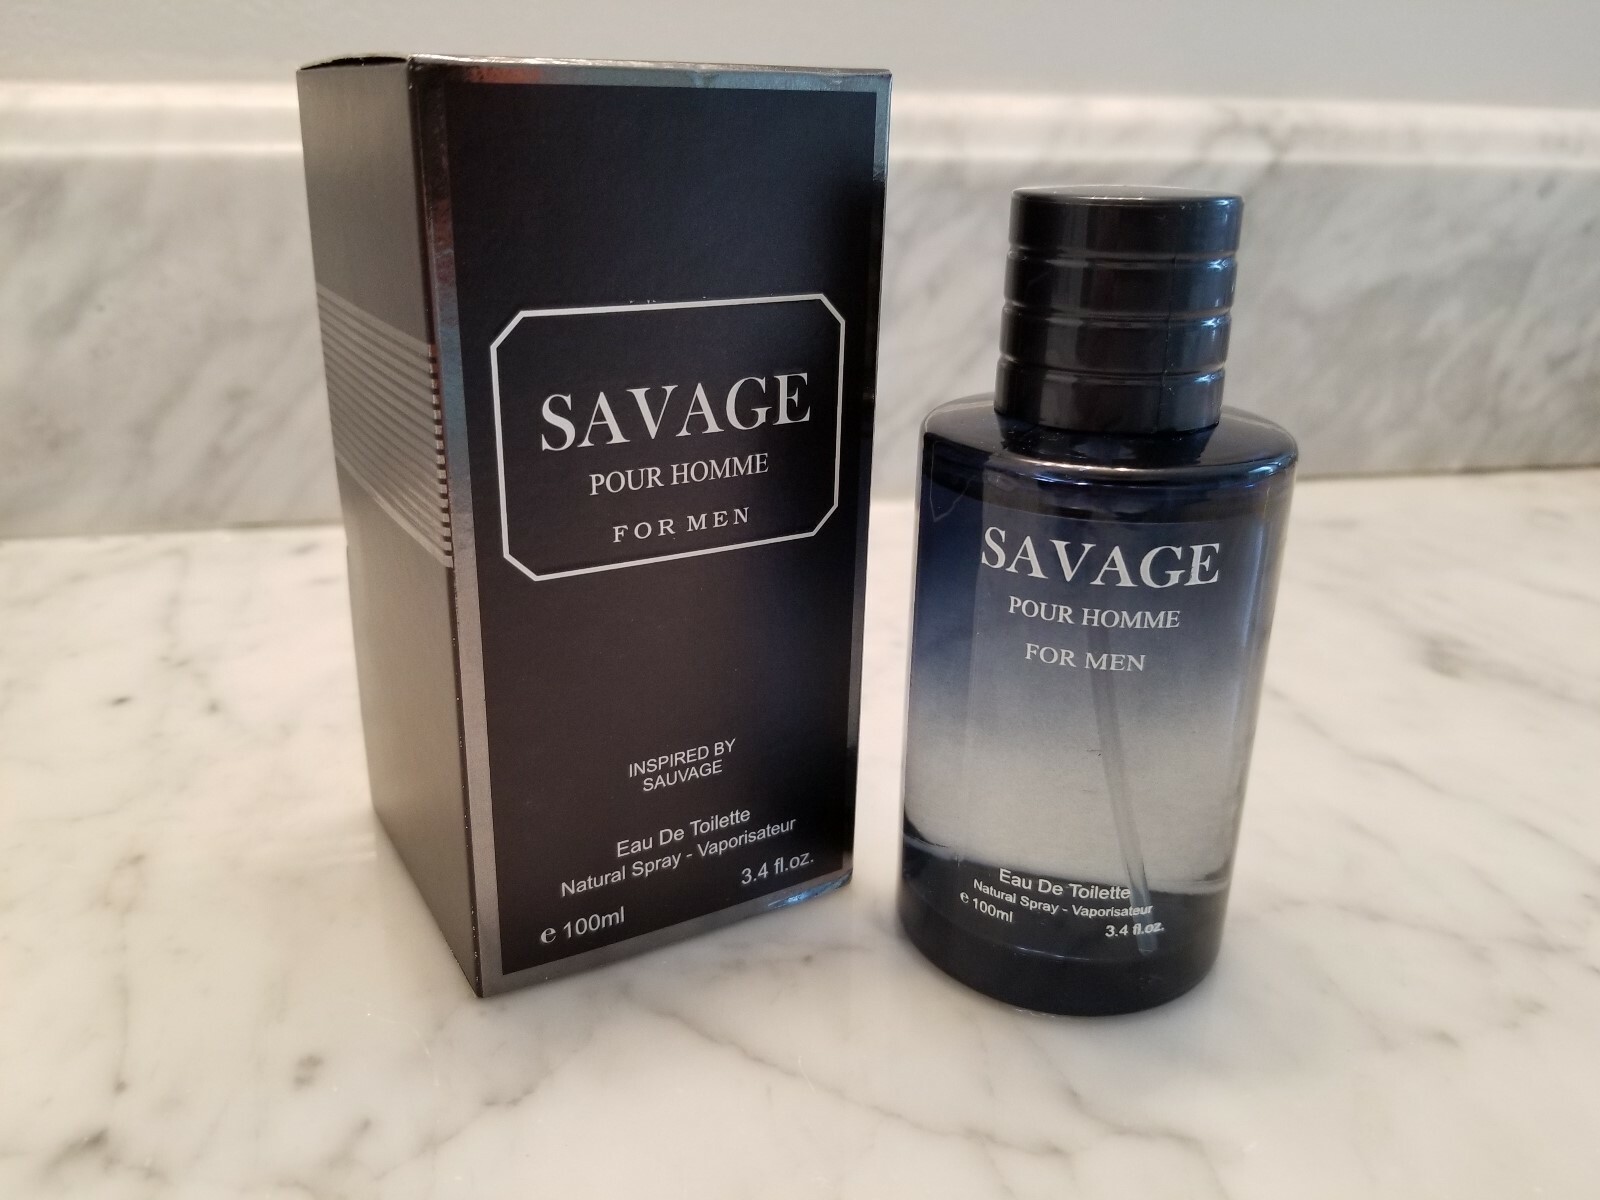 SAVAGE
POUR HOMME
FOR MEN
INSPIRED BY
SAUVAGE
Eau De Toilette
Natural Spray - Vaporisateur
3.4 fl.oz.
e 100ml
SAVAGE
POUR HOMME
FOR MEN
Eau De Toilette
Natural Spray - Vaporisateur
e 100ml
3.4 fl.oz.